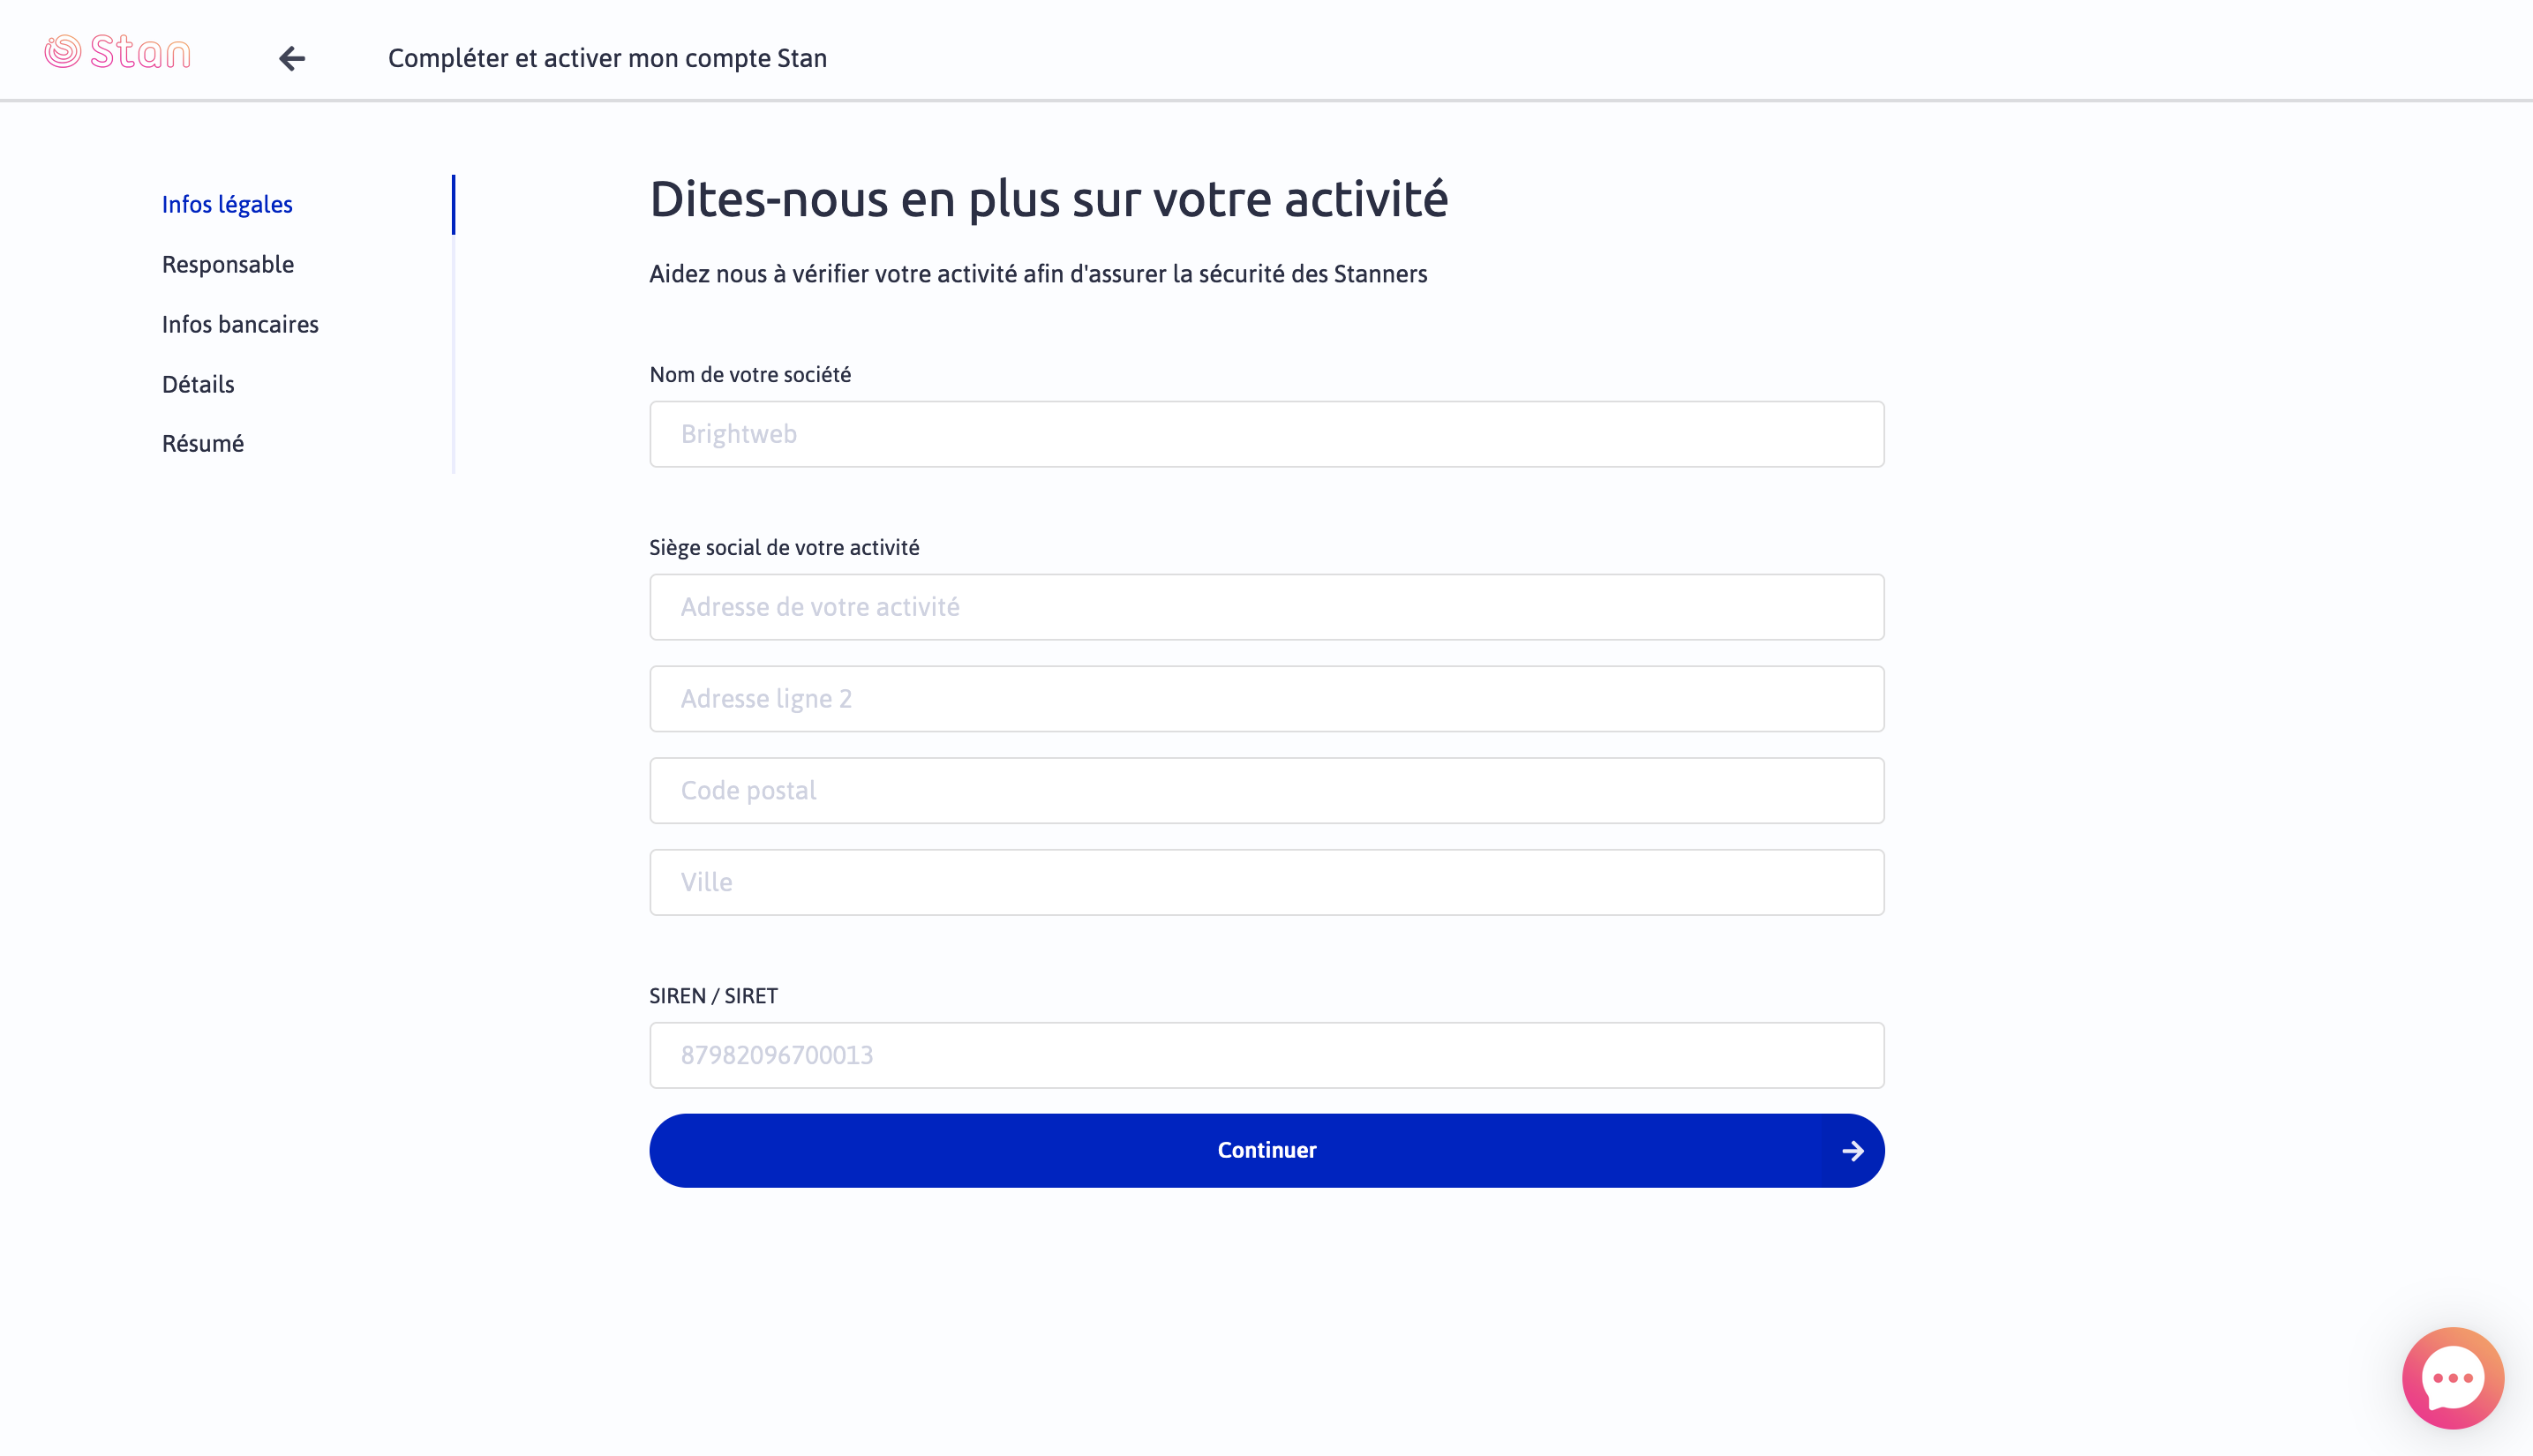 Stan
Compléter et activer mon compte Stan
Infos légales
Responsable
Infos bancaires
Détails
Résumé
Dites-nous en plus sur votre activité
Aidez nous à vérifier votre activité afin d'assurer la sécurité des Stanners
Nom de votre société
Brightweb
Siège social de votre activité
Adresse de votre activité
Adresse ligne 2
Code postal
Ville
SIREN / SIRET
87982096700013
Continuer